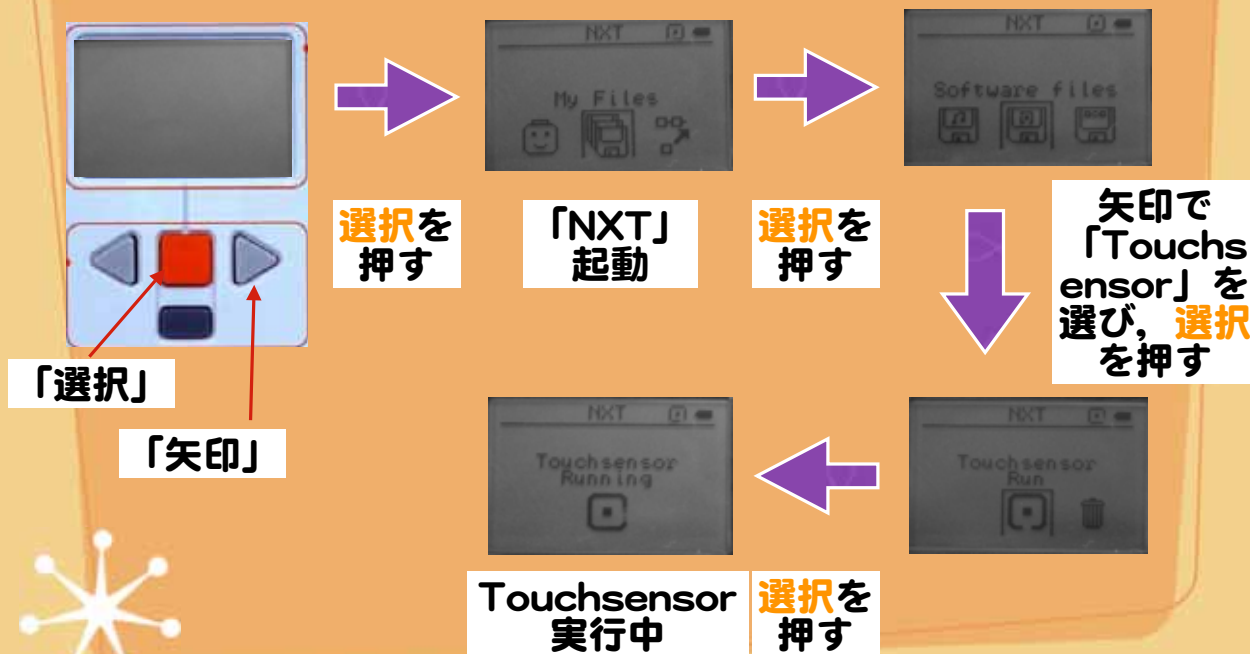 NXT
My Files
NXT
Software files
選択を
押す
「NXT」
起動
選択を
押す
矢印で
「Touchs
ensor」を
選び，選択
を押す
「選択」
「矢印」
NXT
Touchsensor
Running
NXT
Touchsensor
Run
Touchsensor
実行中
選択を
押す